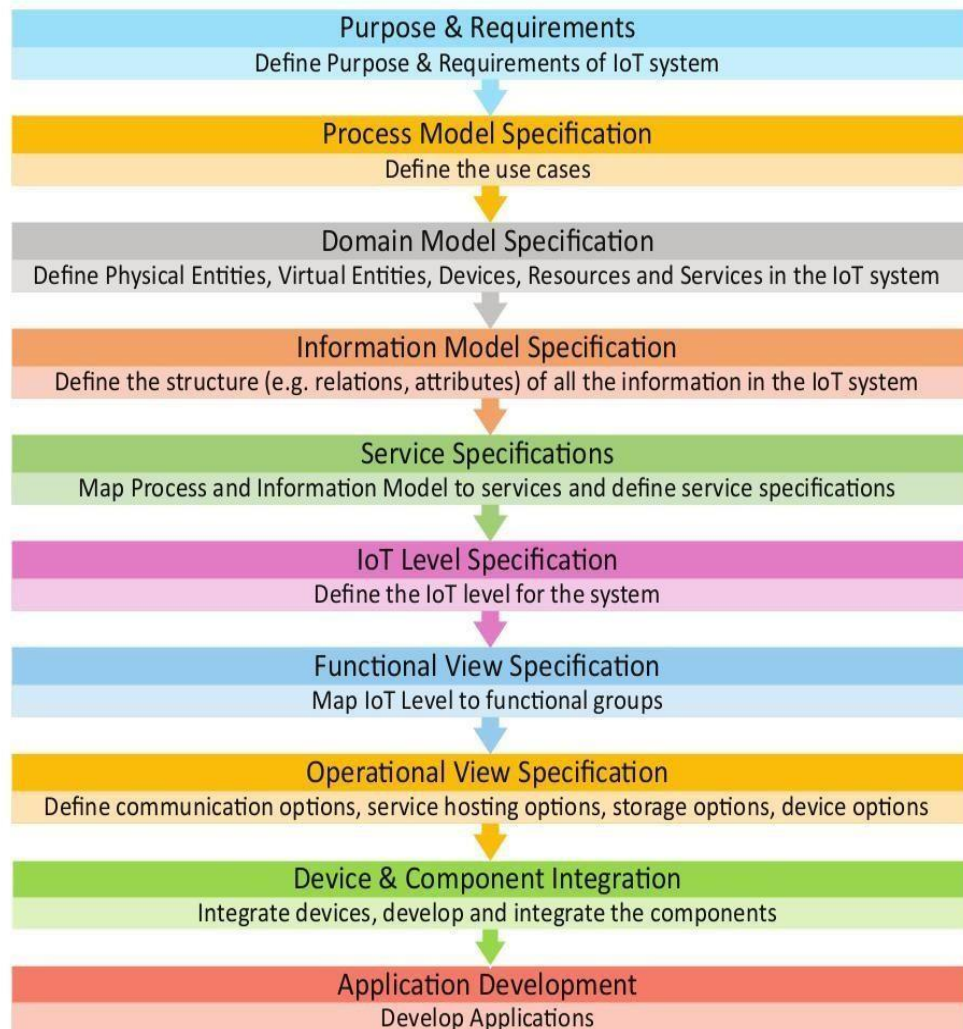 Purpose & Requirements
Define Purpose & Requirements of IoT system
Process Model Specification
Define the use cases
Domain Model Specification
Define Physical Entities, Virtual Entities, Devices, Resources and Services in the IoT system
Information Model Specification
Define the structure (e.g. relations, attributes) of all the information in the IoT system
Service Specifications
Map Process and Information Model to services and define service specifications
IoT Level Specification
Define the IoT level for the system
Functional View Specification
Map IoT Level to functional groups
Operational View Specification
Define communication options, service hosting options, storage options, device options
Device & Component Integration
Integrate devices, develop and integrate the components
Application Development
Develop Applications